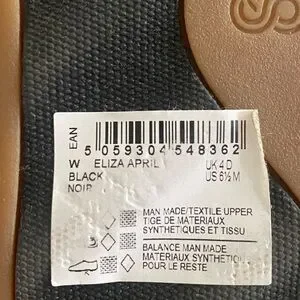 EAN
5 059304 548362
W ELIZA APRIL UK 4 D
BLACK US 6½ M
NOIR
MAN MADE/TEXTILE UPPER
TIGE DE MATERIAUX
SYNTHETIQUES ET TISSU
BALANCE MAN MADE
MATERIAUX SYNTHETIQ
POUR LE RESTE